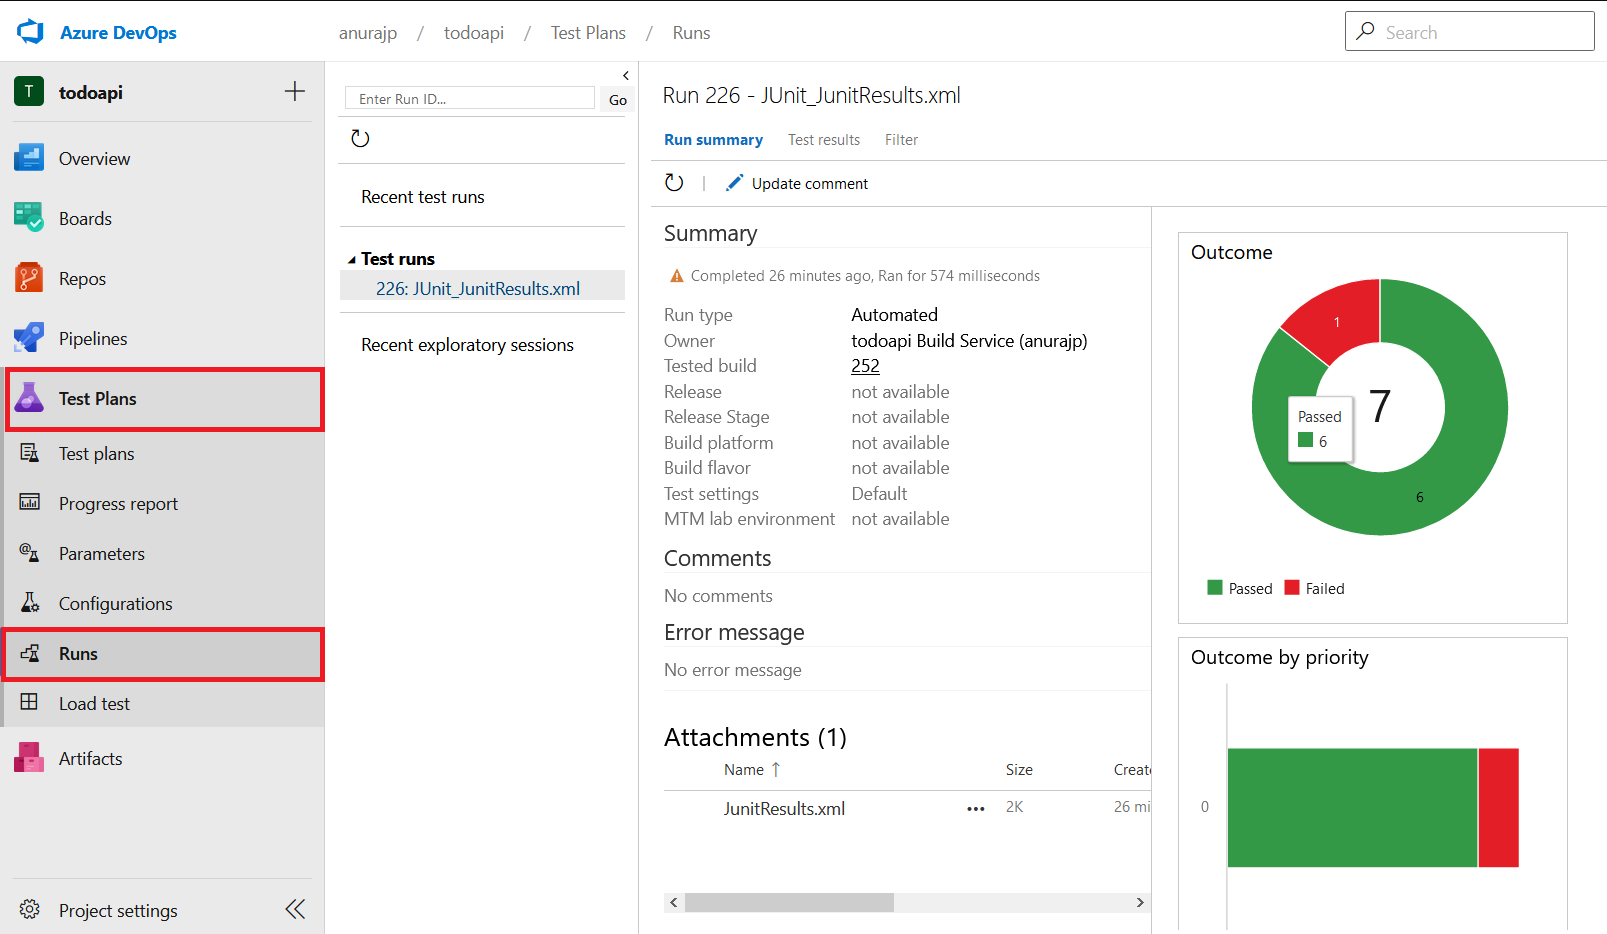 Azure DevOps
anurajp / todoapi / Test Plans / Runs
Search
T todoapi
Overview
Boards
Repos
Pipelines
Test Plans
Test plans
Progress report
Parameters
Configurations
Runs
Load test
Artifacts
Project settings
Enter Run ID...
Go
Recent test runs
Test runs
226: JUnit_JunitResults.xml
Recent exploratory sessions
Run 226 - JUnit_JunitResults.xml
Run summary Test results Filter
Update comment
Summary
Completed 26 minutes ago, Ran for 574 milliseconds
Run type Automated
Owner todoapi Build Service (anurajp)
Tested build 252
Release not available
Release Stage not available
Build platform not available
Build flavor not available
Test settings Default
MTM lab environment not available
Comments
No comments
Error message
No error message
Attachments (1)
Name ↑ Size Create
JunitResults.xml ••• 2K 26 mi
Outcome
1
7
Passed
6
6
Passed Failed
Outcome by priority
0